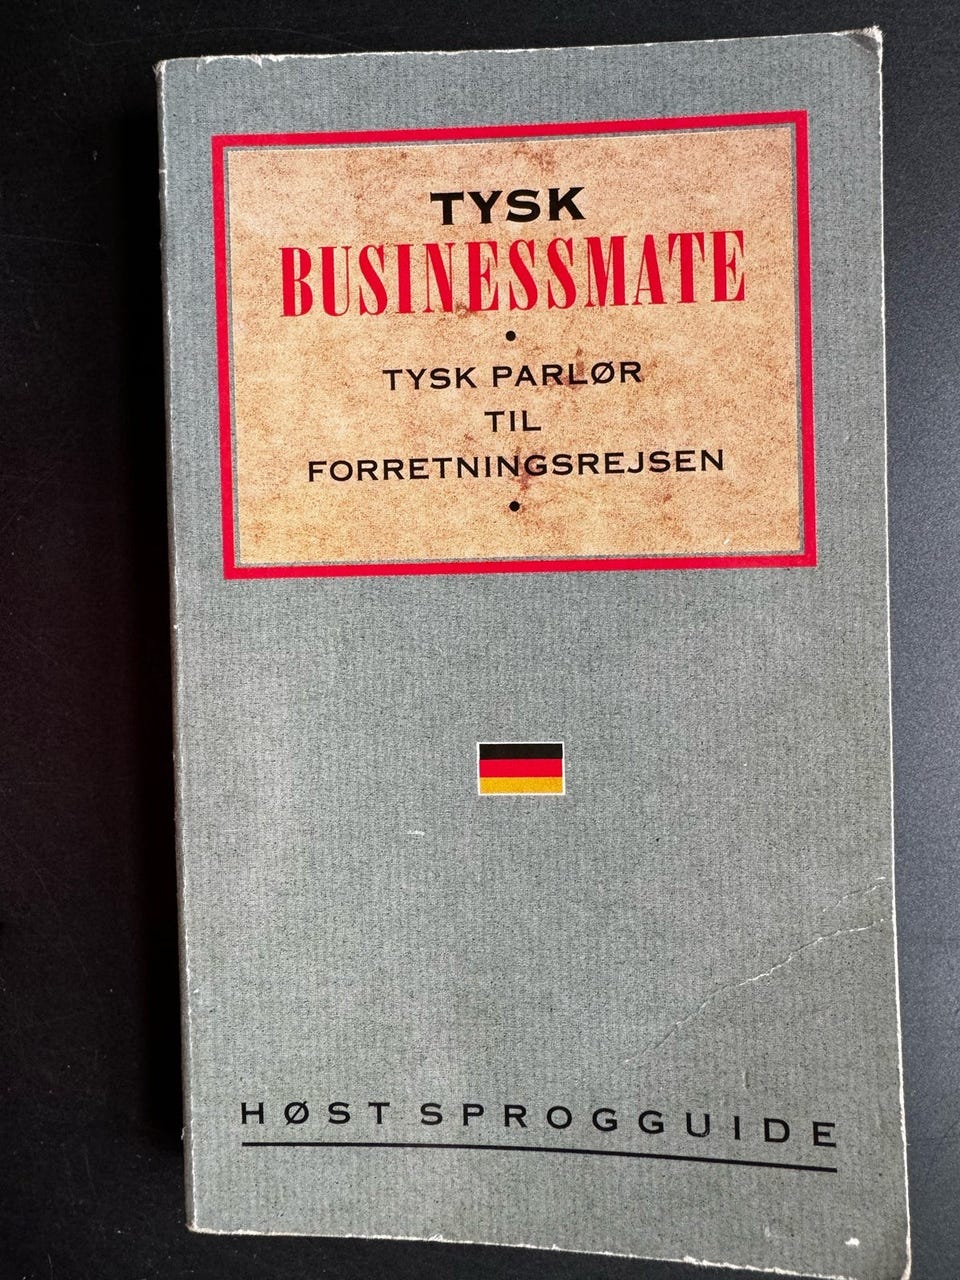 TYSK
BUSINESSMATE
•
TYSK PARLØR
TIL
FORRETNINGSREJSEN
•
HØST SPROGGUIDE